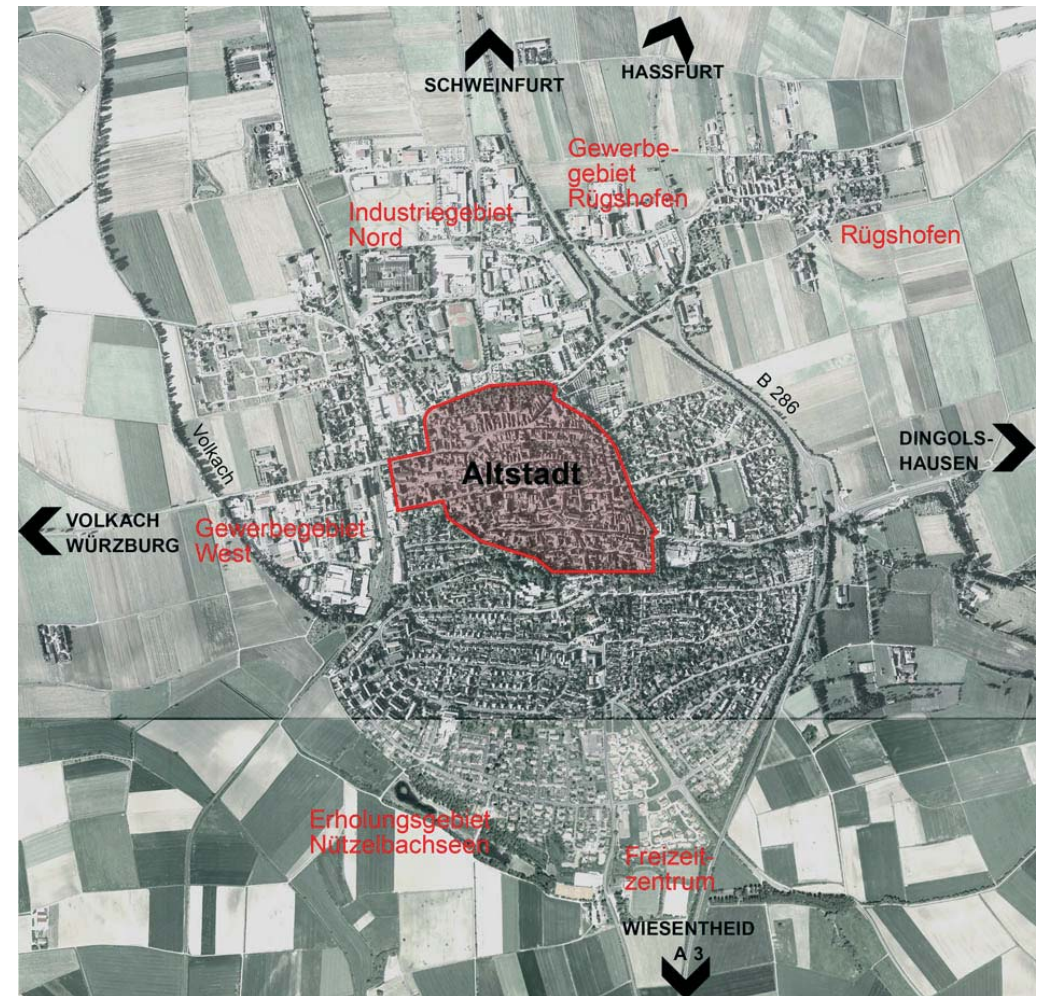 SCHWEINFURT
HASSFURT
Gewerbe-
gebiet
Rügshofen
Industriegebiet
Nord
Rügshofen
B 286
Volkach
DINGOLS-
HAUSEN
Altstadt
VOLKACH
WÜRZBURG
Gewerbegebiet
West
Erholungsgebiet
Nützelbachseen
Freizeit-
zentrum
WIESENTHEID
A 3